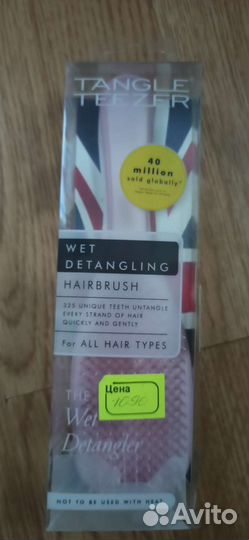 TANGLE
TEEZER
40
million
sold globally*
WET
DETANGLING
HAIRBRUSH
325 UNIQUE TEETH UNTANGLE
EVERY STRAND OF HAIR
QUICKLY AND GENTLY
For ALL HAIR TYPES
THE
Wet
Detangler
Цена
1090
NOT TO BE USED WITH HEAT
Avito